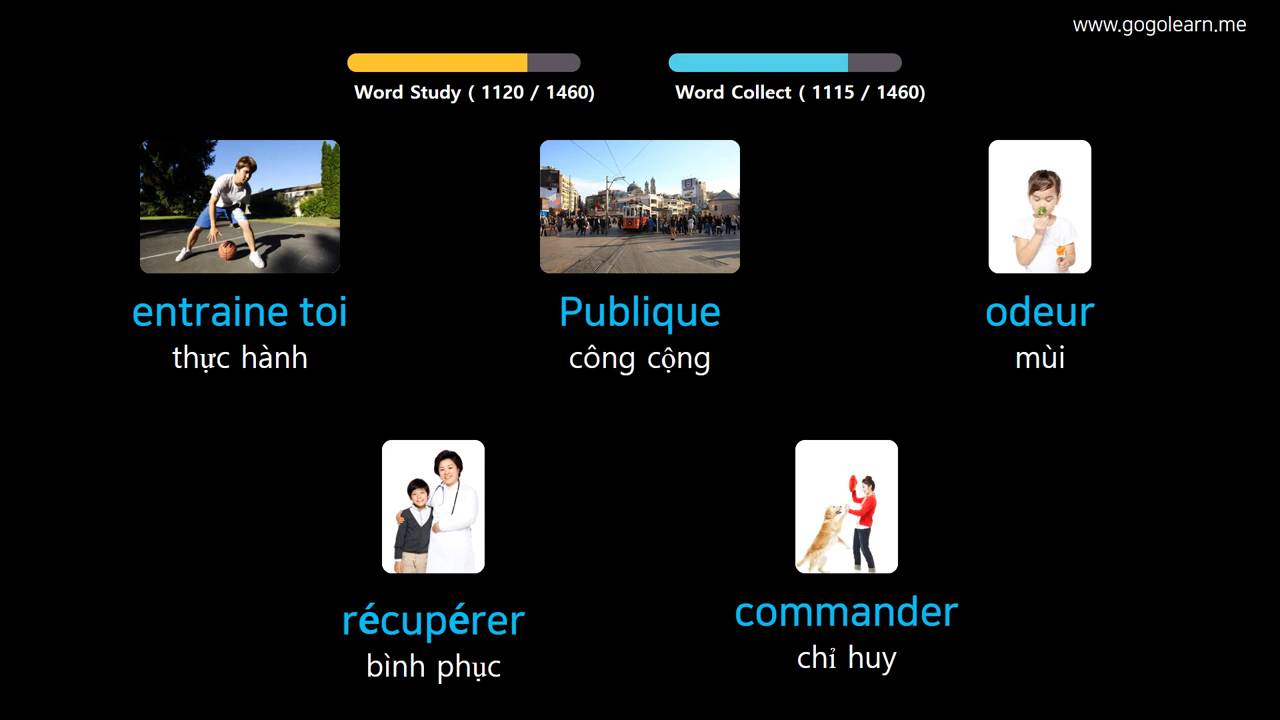 www.gogolearn.me
Word Study ( 1120 / 1460)
Word Collect ( 1115 / 1460)
entraine toi
thực hành
Publique
công cộng
odeur
mùi
récupérer
bình phục
commander
chỉ huy